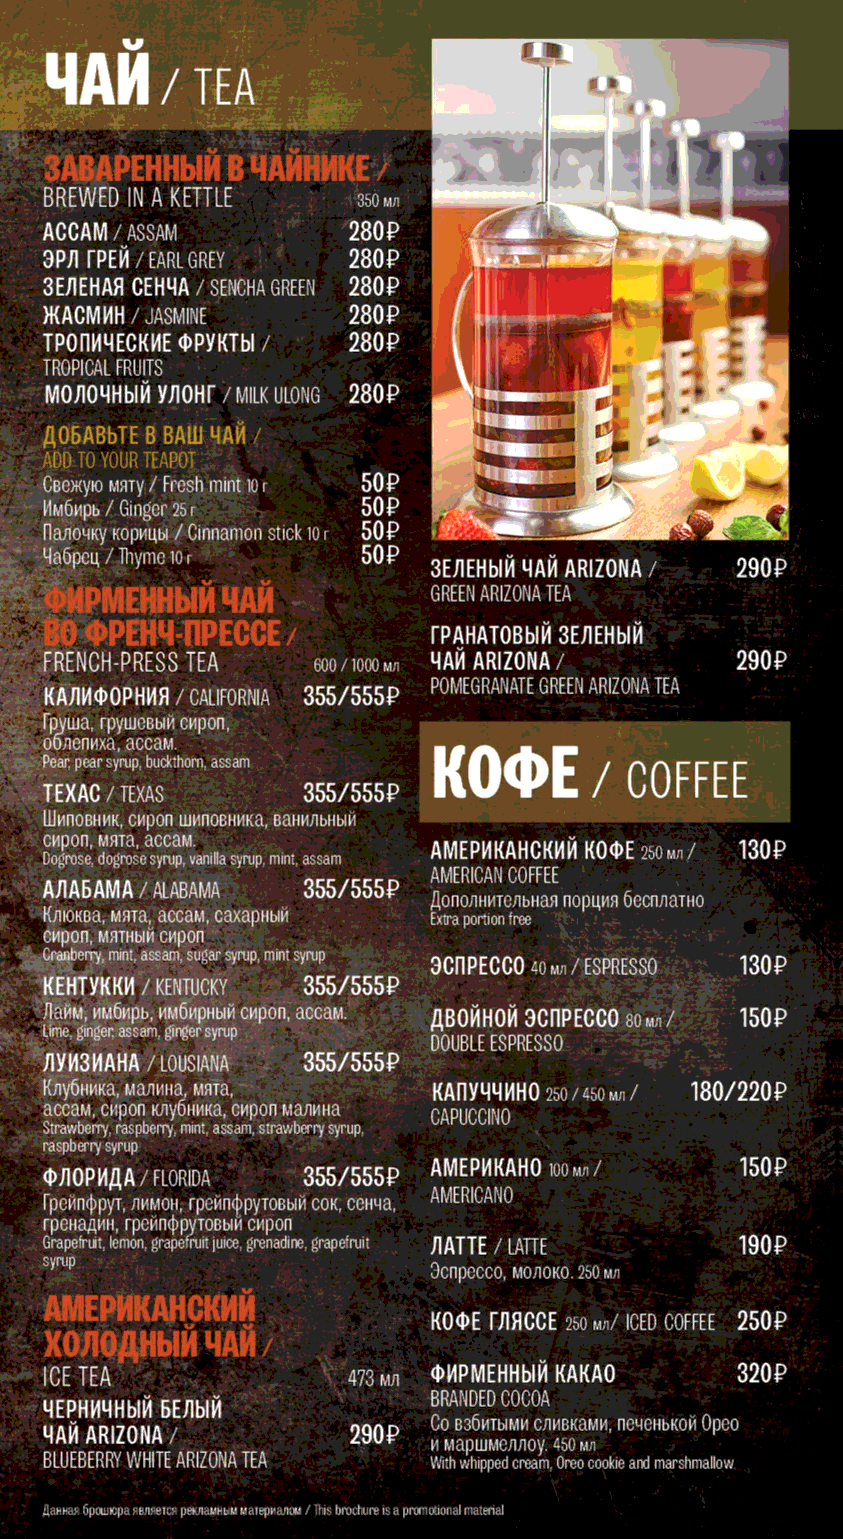 ЧАЙ / TEA
ЗАВАРЕННЫЙ В ЧАЙНИКЕ /
BREWED IN A KETTLE 350 мл
АССАМ / ASSAM 280₽
ЭРЛ ГРЕЙ / EARL GREY 280₽
ЗЕЛЕНАЯ СЕНЧА / SENCHA GREEN 280₽
ЖАСМИН / JASMINE 280₽
ТРОПИЧЕСКИЕ ФРУКТЫ / 280₽
TROPICAL FRUITS
МОЛОЧНЫЙ УЛОНГ / MILK ULONG 280₽
ДОБАВЬТЕ В ВАШ ЧАЙ /
ADD TO YOUR TEAPOT
Свежую мяту / Fresh mint 10 г 50₽
Имбирь / Ginger 25 г 50₽
Палочку корицы / Cinnamon stick 10 г 50₽
Чабрец / Thyme 10 г 50₽
ФИРМЕННЫЙ ЧАЙ
ВО ФРЕНЧ-ПРЕССЕ /
FRENCH-PRESS TEA 600 / 1000 мл
КАЛИФОРНИЯ / CALIFORNIA 355/555₽
Груша, грушевый сироп,
облепиха, ассам.
Pear, pear syrup, buckthorn, assam
ТЕХАС / TEXAS 355/555₽
Шиповник, сироп шиповника, ванильный
сироп, мята, ассам.
Dogrose, dogrose syrup, vanilla syrup, mint, assam
АЛАБАМА / ALABAMA 355/555₽
Клюква, мята, ассам, сахарный
сироп, мятный сироп
Cranberry, mint, assam, sugar syrup, mint syrup
КЕНТУККИ / KENTUCKY 355/555₽
Лайм, имбирь, имбирный сироп, ассам.
Lime, ginger, assam, ginger syrup
ЛУИЗИАНА / LOUSIANA 355/555₽
Клубника, малина, мята,
ассам, сироп клубника, сироп малина
Strawberry, raspberry, mint, assam, strawberry syrup,
raspberry syrup
ФЛОРИДА / FLORIDA 355/555₽
Грейпфрут, лимон, грейпфрутовый сок, сенча,
гренадин, грейпфрутовый сироп
Grapefruit, lemon, grapefruit juice, grenadine, grapefruit
syrup
АМЕРИКАНСКИЙ
ХОЛОДНЫЙ ЧАЙ /
ICE TEA 473 мл
ЧЕРНИЧНЫЙ БЕЛЫЙ
ЧАЙ ARIZONA / 290₽
BLUEBERRY WHITE ARIZONA TEA
ЗЕЛЕНЫЙ ЧАЙ ARIZONA / 290₽
GREEN ARIZONA TEA
ГРАНАТОВЫЙ ЗЕЛЕНЫЙ
ЧАЙ ARIZONA / 290₽
POMEGRANATE GREEN ARIZONA TEA
КОФЕ / COFFEE
АМЕРИКАНСКИЙ КОФЕ 250 мл / 130₽
AMERICAN COFFEE
Дополнительная порция бесплатно
Extra portion free
ЭСПРЕССО 40 мл / ESPRESSO 130₽
ДВОЙНОЙ ЭСПРЕССО 80 мл / 150₽
DOUBLE ESPRESSO
КАПУЧЧИНО 250 / 450 мл / 180/220₽
CAPUCCINO
АМЕРИКАНО 100 мл / 150₽
AMERICANO
ЛАТТЕ / LATTE 190₽
Эспрессо, молоко. 250 мл
КОФЕ ГЛЯССЕ 250 мл/ ICED COFFEE 250₽
ФИРМЕННЫЙ КАКАО 320₽
BRANDED COCOA
Со взбитыми сливками, печенькой Орео
и маршмеллоу. 450 мл
With whipped cream, Oreo cookie and marshmallow
Данная брошюра является рекламным материалом / This brochure is a promotional material